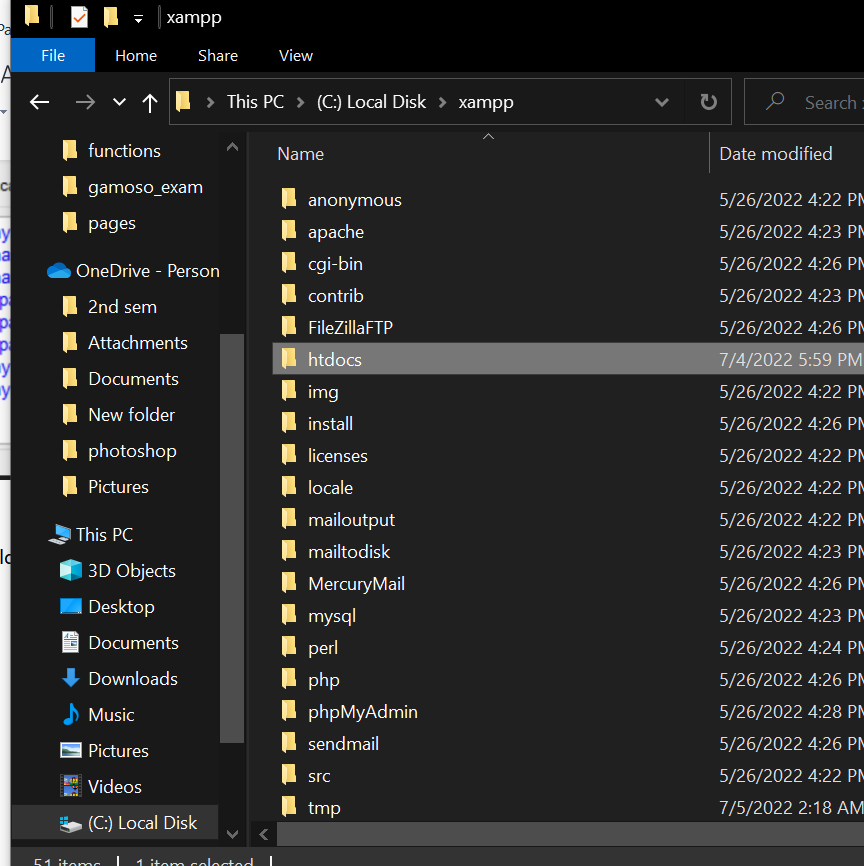 xampp
File Home Share View
This PC (C:) Local Disk xampp Search
functions
gamoso_exam
pages
OneDrive - Person
2nd sem
Attachments
Documents
New folder
photoshop
Pictures
This PC
3D Objects
Desktop
Documents
Downloads
Music
Pictures
Videos
(C:) Local Disk
Name Date modified
anonymous 5/26/2022 4:22 PM
apache 5/26/2022 4:23 PM
cgi-bin 5/26/2022 4:26 PM
contrib 5/26/2022 4:23 PM
FileZillaFTP 5/26/2022 4:26 PM
htdocs 7/4/2022 5:59 PM
img 5/26/2022 4:22 PM
install 5/26/2022 4:26 PM
licenses 5/26/2022 4:22 PM
locale 5/26/2022 4:22 PM
mailoutput 5/26/2022 4:22 PM
mailtodisk 5/26/2022 4:23 PM
MercuryMail 5/26/2022 4:26 PM
mysql 5/26/2022 4:23 PM
perl 5/26/2022 4:24 PM
php 5/26/2022 4:26 PM
phpMyAdmin 5/26/2022 4:28 PM
sendmail 5/26/2022 4:26 PM
src 5/26/2022 4:22 PM
tmp 7/5/2022 2:18 AM
51 items 1 item selected